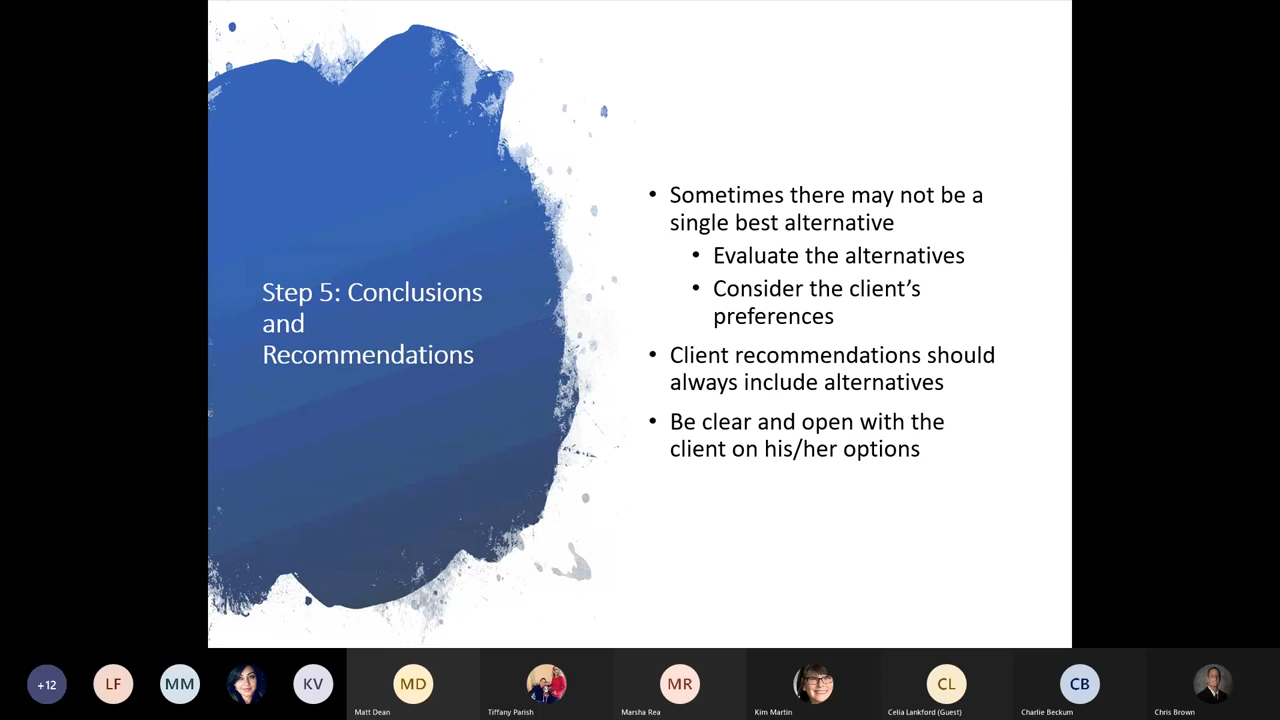 Step 5: Conclusions
and
Recommendations
• Sometimes there may not be a
single best alternative
• Evaluate the alternatives
• Consider the client’s
preferences
• Client recommendations should
always include alternatives
• Be clear and open with the
client on his/her options
+12
LF
MM
KV
MD
Matt Dean
Tiffany Parish
MR
Marsha Rea
Kim Martin
CL
Celia Lankford (Guest)
CB
Charlie Beckum
Chris Brown